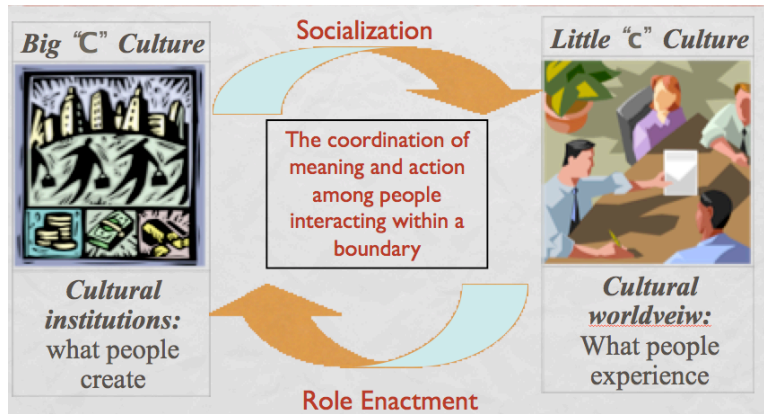 Socialization
Big “C” Culture
Little “c” Culture
The coordination of
meaning and action
among people
interacting within a
boundary
Cultural
institutions:
what people
create
Cultural
worldveiw:
What people
experience
Role Enactment